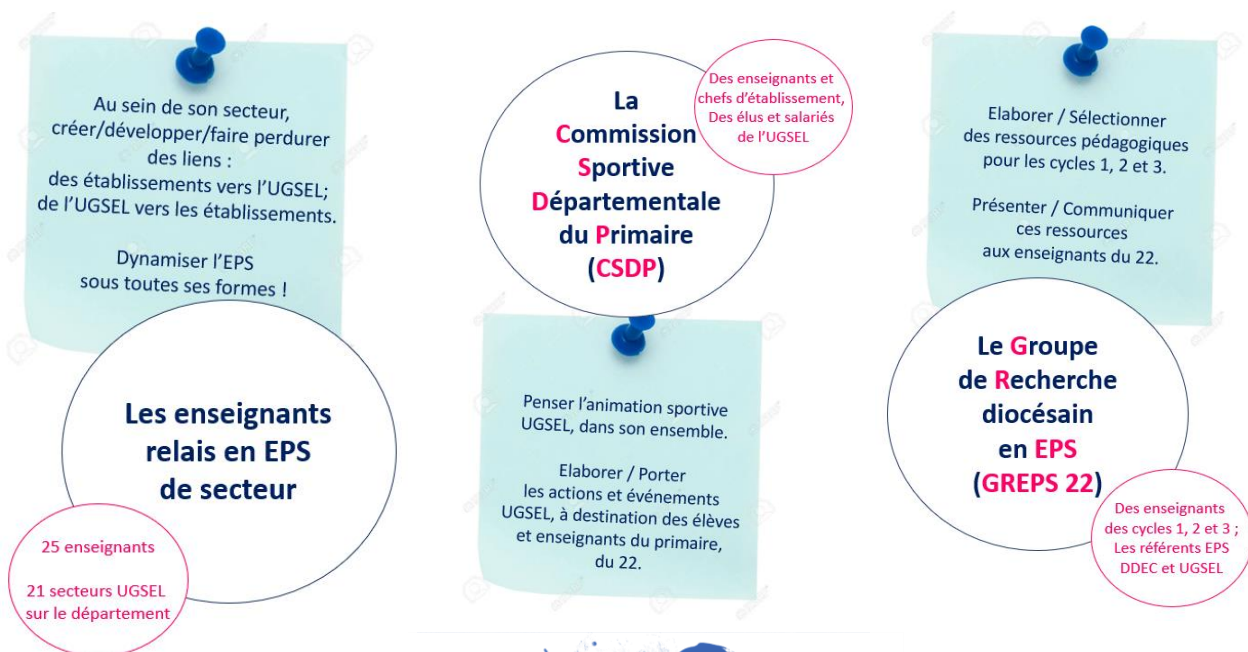 Au sein de son secteur,
créer/développer/faire perdurer
des liens :
des établissements vers l'UGSEL;
de l'UGSEL vers les établissements.
Dynamiser l'EPS
sous toutes ses formes !
Les enseignants
relais en EPS
de secteur
25 enseignants
21 secteurs UGSEL
sur le département
La
Commission
Sportive
Départementale
du Primaire
(CSDP)
Des enseignants et
chefs d'établissement,
Des élus et salariés
de l'UGSEL
Penser l'animation sportive
UGSEL, dans son ensemble.
Elaborer / Porter
les actions et événements
UGSEL, à destination des élèves
et enseignants du primaire,
du 22.
Elaborer / Sélectionner
des ressources pédagogiques
pour les cycles 1, 2 et 3.
Présenter / Communiquer
ces ressources
aux enseignants du 22.
Le Groupe
de Recherche
diocésain
en EPS
(GREPS 22)
Des enseignants
des cycles 1, 2 et 3 ;
Les référents EPS
DDEC et UGSEL